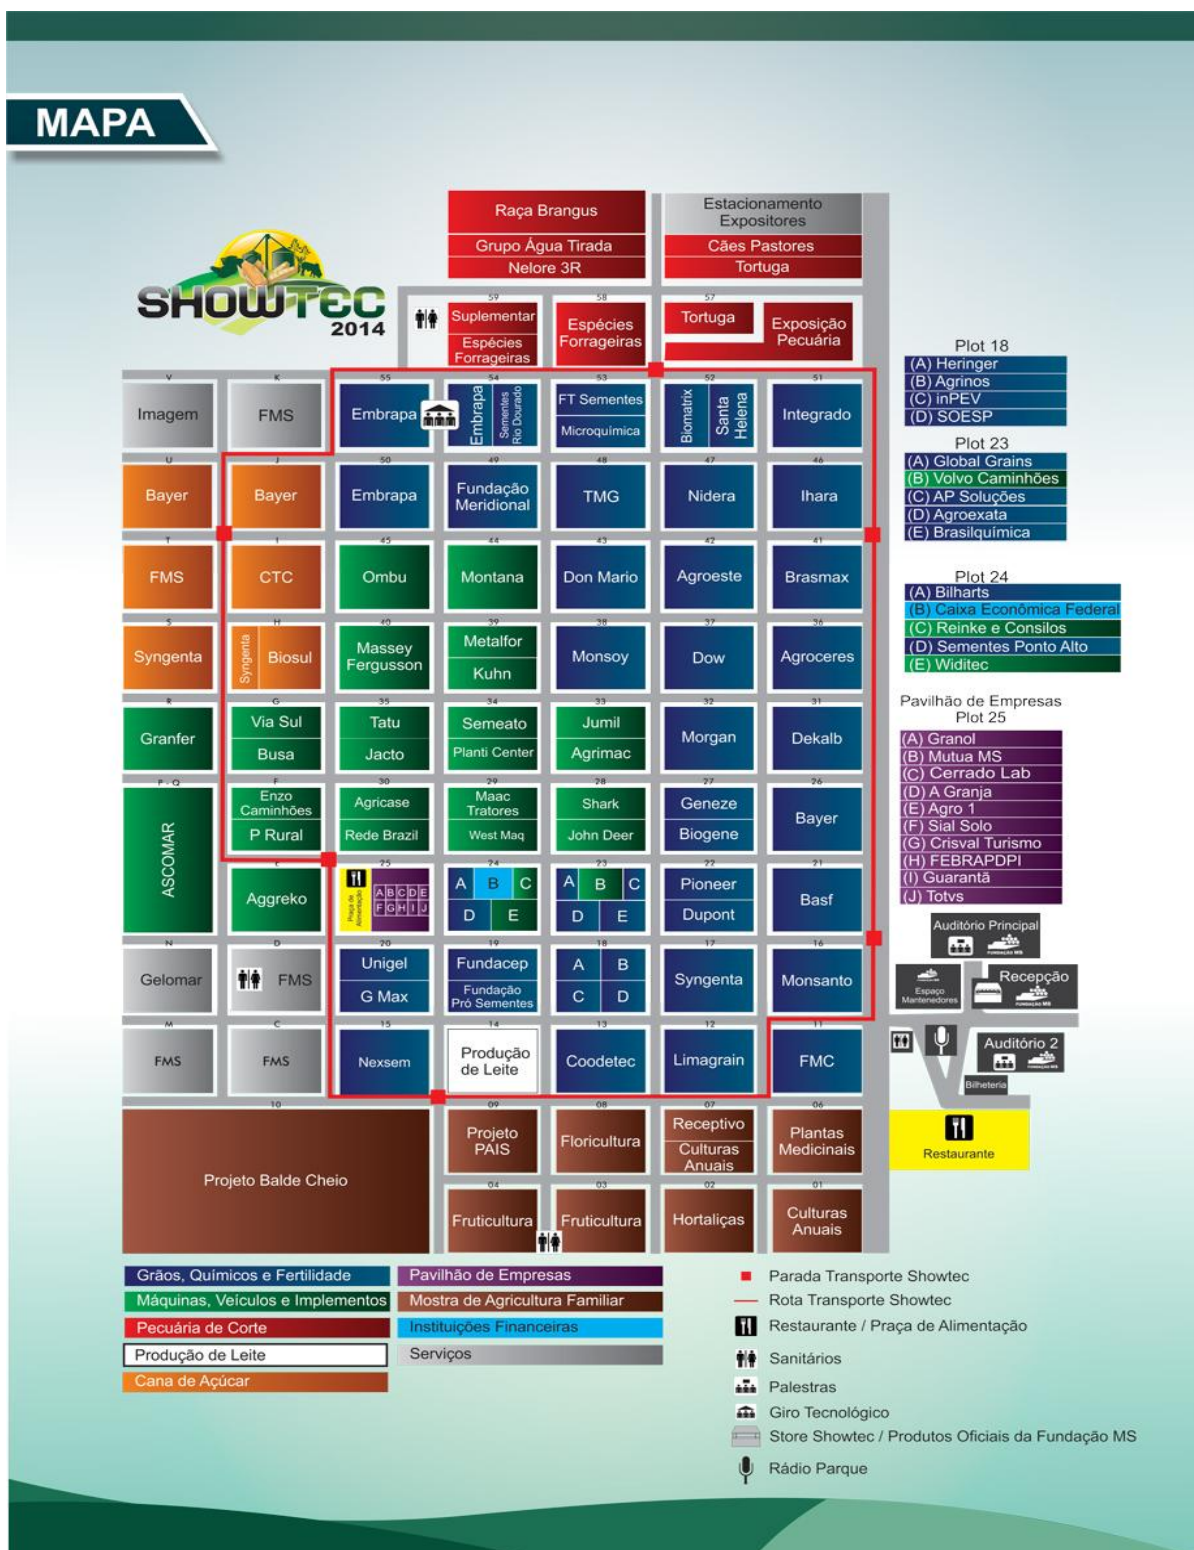 MAPA
SHOWTEC
2014
Raça Brangus
Grupo Água Tirada
Nelore 3R
Estacionamento
Expositores
Cães Pastores
Tortuga
59
Suplementar
Espécies
Forrageiras
58
Espécies
Forrageiras
57
Tortuga
Exposição
Pecuária
V
Imagem
K
FMS
55
Embrapa
54
Embrapa
Sementes
Rio Dourado
53
FT Sementes
Microquímica
52
Biomatrix
Santa
Helena
51
Integrado
U
Bayer
J
Bayer
50
Embrapa
49
Fundação
Meridional
48
TMG
47
Nidera
46
Ihara
T
FMS
I
CTC
45
Ombu
44
Montana
43
Don Mario
42
Agroeste
41
Brasmax
S
Syngenta
H
Syngenta
Biosul
40
Massey
Fergusson
39
Metalfor
Kuhn
38
Monsoy
37
Dow
36
Agroceres
R
Granfer
G
Via Sul
Busa
35
Tatu
Jacto
34
Semeato
Planti Center
33
Jumil
Agrimac
32
Morgan
31
Dekalb
P - Q
ASCOMAR
F
Enzo
Caminhões
P Rural
30
Agricase
Rede Brazil
29
Maac
Tratores
West Maq
28
Shark
John Deer
27
Geneze
Biogene
26
Bayer
E
Aggreko
25
Praça de
Alimentação
A B C D E
F G H I J
24
A B C
D E
23
A B C
D E
22
Pioneer
Dupont
21
Basf
N
Gelomar
D
FMS
20
Unigel
G Max
19
Fundacep
Fundação
Pró Sementes
18
A B
C D
17
Syngenta
16
Monsanto
M
FMS
C
FMS
15
Nexsem
14
Produção
de Leite
13
Coodetec
12
Limagrain
11
FMC
10
Projeto Balde Cheio
09
Projeto
PAIS
08
Floricultura
07
Receptivo
Culturas
Anuais
06
Plantas
Medicinais
04
Fruticultura
03
Fruticultura
02
Hortaliças
01
Culturas
Anuais
Plot 18
(A) Heringer
(B) Agrinos
(C) inPEV
(D) SOESP
Plot 23
(A) Global Grains
(B) Volvo Caminhões
(C) AP Soluções
(D) Agroexata
(E) Brasilquímica
Plot 24
(A) Bilharts
(B) Caixa Econômica Federal
(C) Reinke e Consilos
(D) Sementes Ponto Alto
(E) Widitec
Pavilhão de Empresas
Plot 25
(A) Granol
(B) Mutua MS
(C) Cerrado Lab
(D) A Granja
(E) Agro 1
(F) Sial Solo
(G) Crisval Turismo
(H) FEBRAPDPI
(I) Guarantã
(J) Totvs
Auditório Principal
FUNDAÇÃO MS
Espaço
Mantenedores
Recepção
FUNDAÇÃO MS
Auditório 2
FUNDAÇÃO MS
Bilheteria
Restaurante
Grãos, Químicos e Fertilidade
Máquinas, Veículos e Implementos
Pecuária de Corte
Produção de Leite
Cana de Açúcar
Pavilhão de Empresas
Mostra de Agricultura Familiar
Instituições Financeiras
Serviços
Parada Transporte Showtec
Rota Transporte Showtec
Restaurante / Praça de Alimentação
Sanitários
Palestras
Giro Tecnológico
Store Showtec / Produtos Oficiais da Fundação MS
Rádio Parque